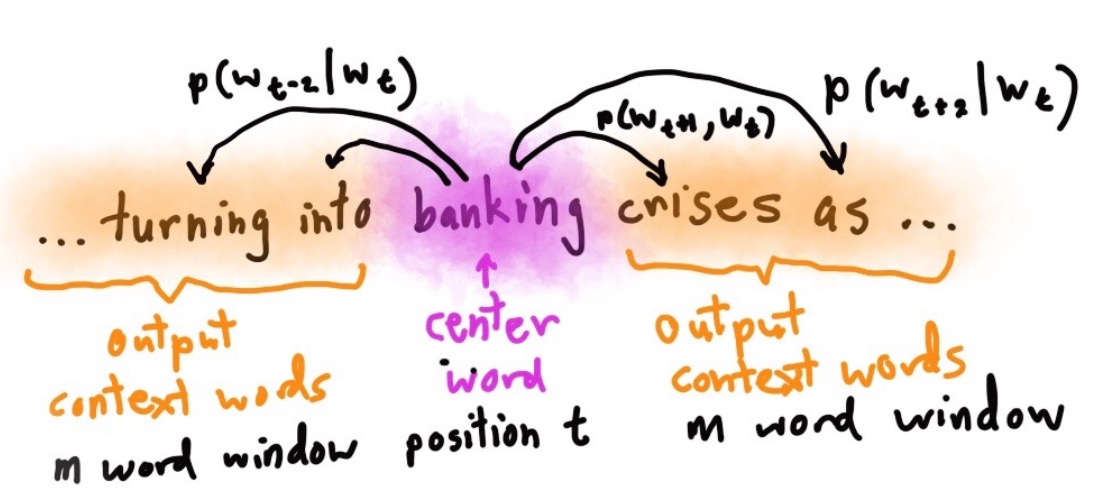 p(w_{t-2}|w_t)
p(w_{t+1}, w_t)
p(w_{t+2}|w_t)
... turning into banking crises as ...
output
context words
m word window
center
word
position t
output
context words
m word window